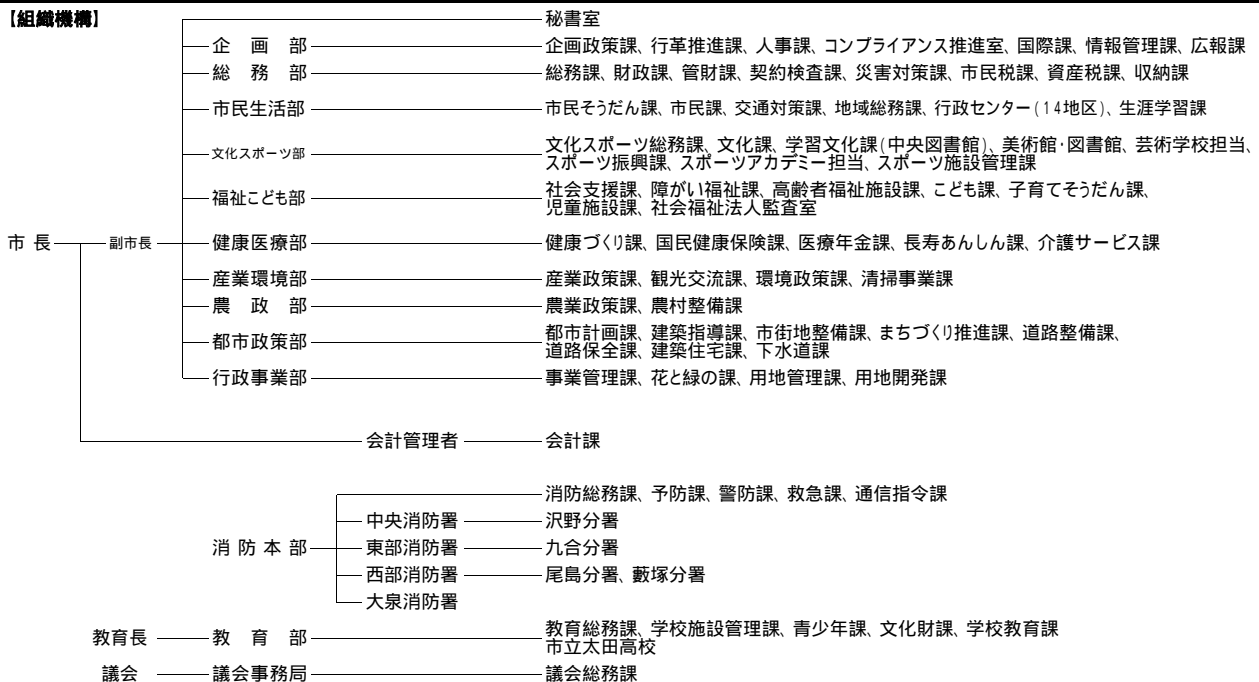 【組織機構】
秘書室
企画部 企画政策課、行革推進課、人事課、コンプライアンス推進室、国際課、情報管理課、広報課
総務部 総務課、財政課、管財課、契約検査課、災害対策課、市民税課、資産税課、収納課
市民生活部 市民そうだん課、市民課、交通対策課、地域総務課、行政センター(14地区)、生涯学習課
文化スポーツ部 文化スポーツ総務課、文化課、学習文化課(中央図書館)、美術館・図書館、芸術学校担当、
スポーツ振興課、スポーツアカデミー担当、スポーツ施設管理課
福祉こども部 社会支援課、障がい福祉課、高齢者福祉施設課、こども課、子育てそうだん課、
児童施設課、社会福祉法人監査室
市長 副市長 健康医療部 健康づくり課、国民健康保険課、医療年金課、長寿あんしん課、介護サービス課
産業環境部 産業政策課、観光交流課、環境政策課、清掃事業課
農政部 農業政策課、農村整備課
都市政策部 都市計画課、建築指導課、市街地整備課、まちづくり推進課、道路整備課、
道路保全課、建築住宅課、下水道課
行政事業部 事業管理課、花と緑の課、用地管理課、用地開発課
会計管理者 会計課
消防総務課、予防課、警防課、救急課、通信指令課
中央消防署 沢野分署
消防本部 東部消防署 九合分署
西部消防署 尾島分署、藪塚分署
大泉消防署
教育長 教育部 教育総務課、学校施設管理課、青少年課、文化財課、学校教育課
市立太田高校
議会 議会事務局 議会総務課